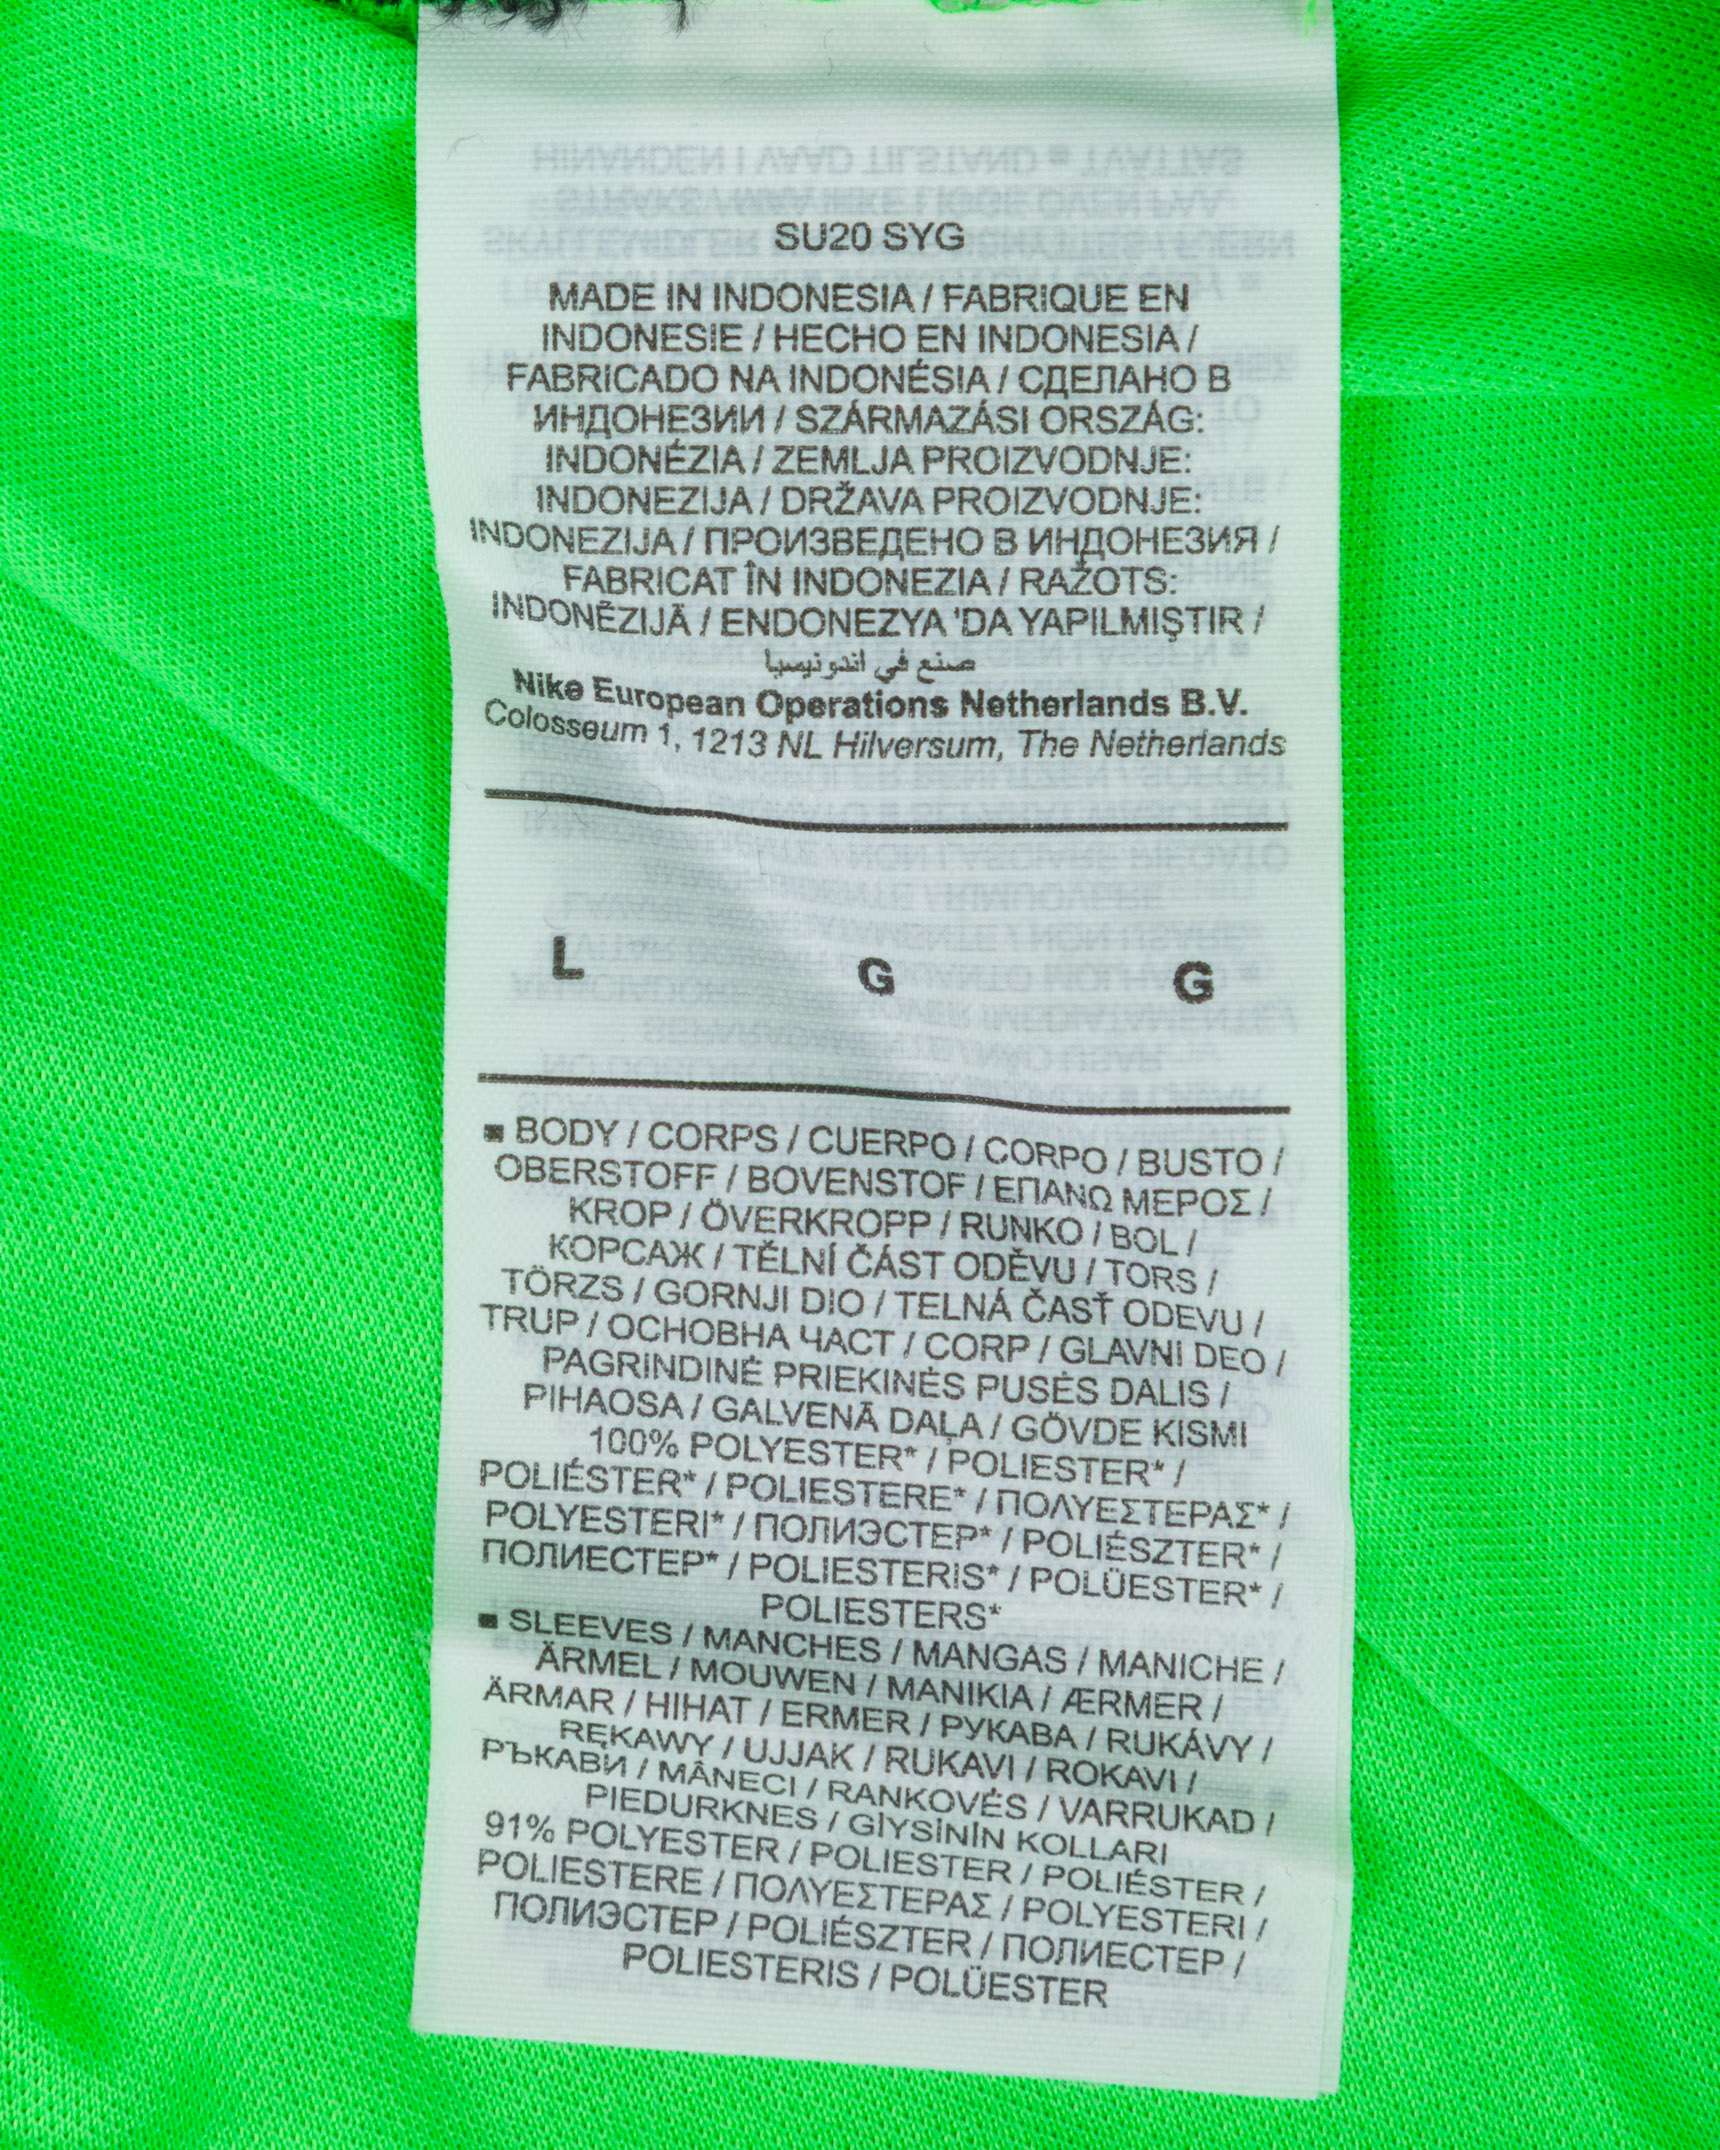 SU20 SYG
MADE IN INDONESIA / FABRIQUE EN
INDONESIE / HECHO EN INDONESIA /
FABRICADO NA INDONÉSIA / СДЕЛАНО В
ИНДОНЕЗИИ / SZÁRMAZÁSI ORSZÁG:
INDONÉZIA / ZEMLJA PROIZVODNJE:
INDONEZIJA / DRŽAVA PROIZVODNJE:
INDONEZIJA / ПРОИЗВЕДЕНО В ИНДОНЕЗИЯ /
FABRICAT ÎN INDONEZIA / RAŽOTS:
INDONĒZIJĀ / ENDONEZYA 'DA YAPILMIŞTIR /
صنع في اندونيسيا
Nike European Operations Netherlands B.V.
Colosseum 1, 1213 NL Hilversum, The Netherlands
L G G
▪ BODY / CORPS / CUERPO / CORPO / BUSTO /
OBERSTOFF / BOVENSTOF / ΕΠΑΝΩ ΜΕΡΟΣ /
KROP / ÖVERKROPP / RUNKO / BOL /
КОРСАЖ / TĚLNÍ ČÁST ODĚVU / TORS /
TÖRZS / GORNJI DIO / TELNÁ ČASŤ ODEVU /
TRUP / ОСНОВНА ЧАСТ / CORP / GLAVNI DEO /
PAGRINDINĖ PRIEKINĖS PUSĖS DALIS /
PIHAOSA / GALVENĀ DAĻA / GÖVDE KISMI
100% POLYESTER* / POLIESTER* /
POLIÉSTER* / POLIESTERE* / ΠΟΛΥΕΣΤΕΡΑΣ* /
POLYESTERI* / ПОЛИЭСТЕР* / POLIÉSZTER* /
ПОЛИЕСТЕР* / POLIESTERIS* / POLÜESTER* /
POLIESTERS*
▪ SLEEVES / MANCHES / MANGAS / MANICHE /
ÄRMEL / MOUWEN / MANIKIA / ÆRMER /
ÄRMAR / HIHAT / ERMER / РУКАВА / RUKÁVY /
RĘKAWY / UJJAK / RUKAVI / ROKAVI /
РЪКАВИ / MÂNECI / RANKOVĖS / VARRUKAD /
PIEDURKNES / GİYSİNİN KOLLARI
91% POLYESTER / POLIESTER / POLIÉSTER /
POLIESTERE / ΠΟΛΥΕΣΤΕΡΑΣ / POLYESTERI /
ПОЛИЭСТЕР / POLIÉSZTER / ПОЛИЕСТЕР /
POLIESTERIS / POLÜESTER